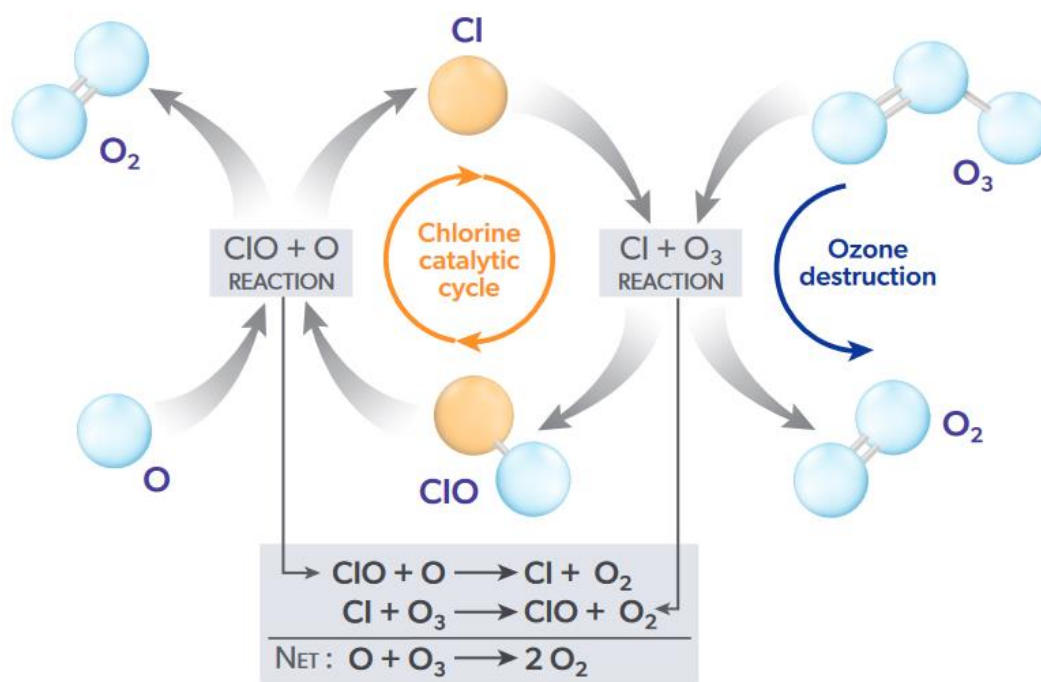 Cl
O₂
O₃
ClO + O
REACTION
Chlorine
catalytic
cycle
Cl + O₃
REACTION
Ozone
destruction
O
ClO
O₂
ClO + O ⟶ Cl + O₂
Cl + O₃ ⟶ ClO + O₂
NET : O + O₃ ⟶ 2 O₂